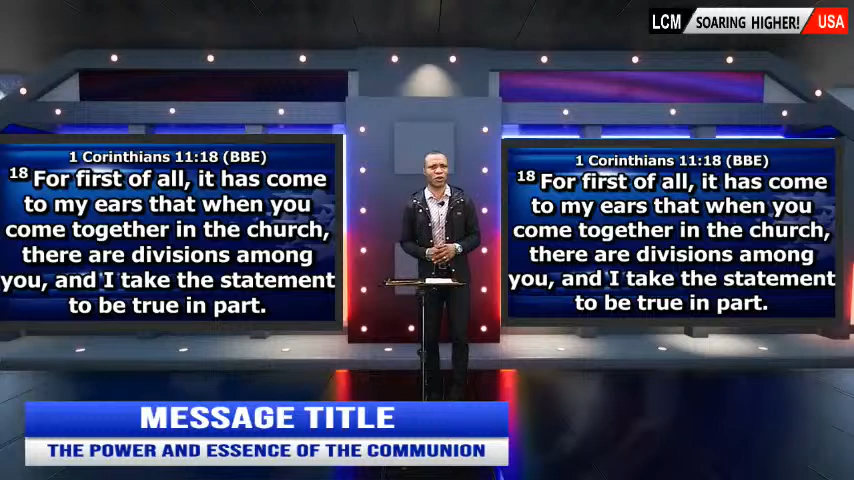 LCM SOARING HIGHER! USA
1 Corinthians 11:18 (BBE)
18 For first of all, it has come
to my ears that when you
come together in the church,
there are divisions among
you, and I take the statement
to be true in part.
1 Corinthians 11:18 (BBE)
18 For first of all, it has come
to my ears that when you
come together in the church,
there are divisions among
you, and I take the statement
to be true in part.
MESSAGE TITLE
THE POWER AND ESSENCE OF THE COMMUNION